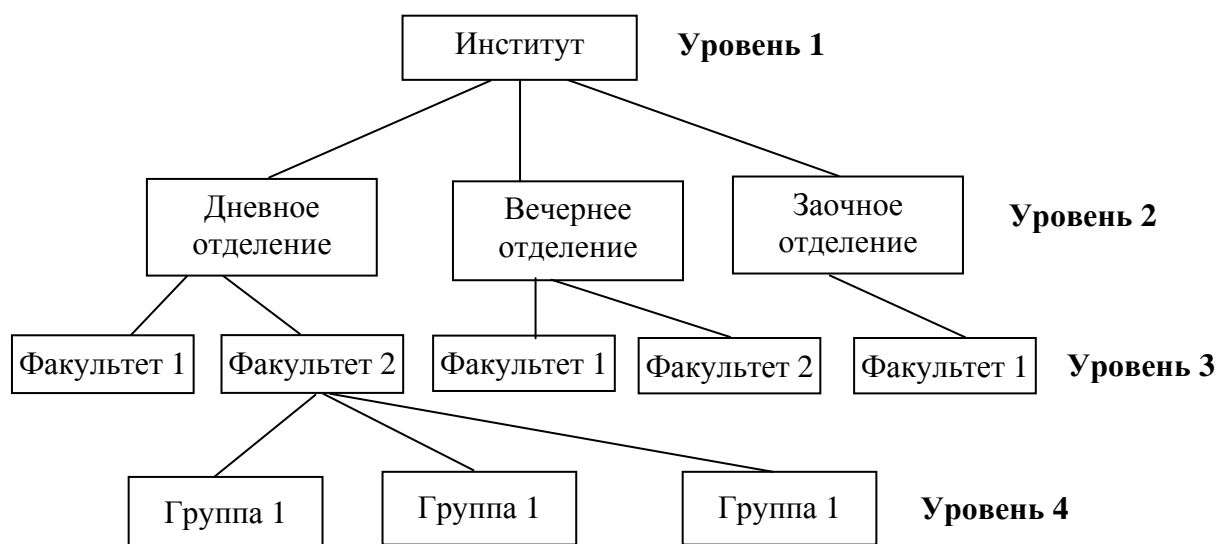 Институт
Уровень 1
Дневное
отделение
Вечернее
отделение
Заочное
отделение
Уровень 2
Факультет 1
Факультет 2
Факультет 1
Факультет 2
Факультет 1
Уровень 3
Группа 1
Группа 1
Группа 1
Уровень 4